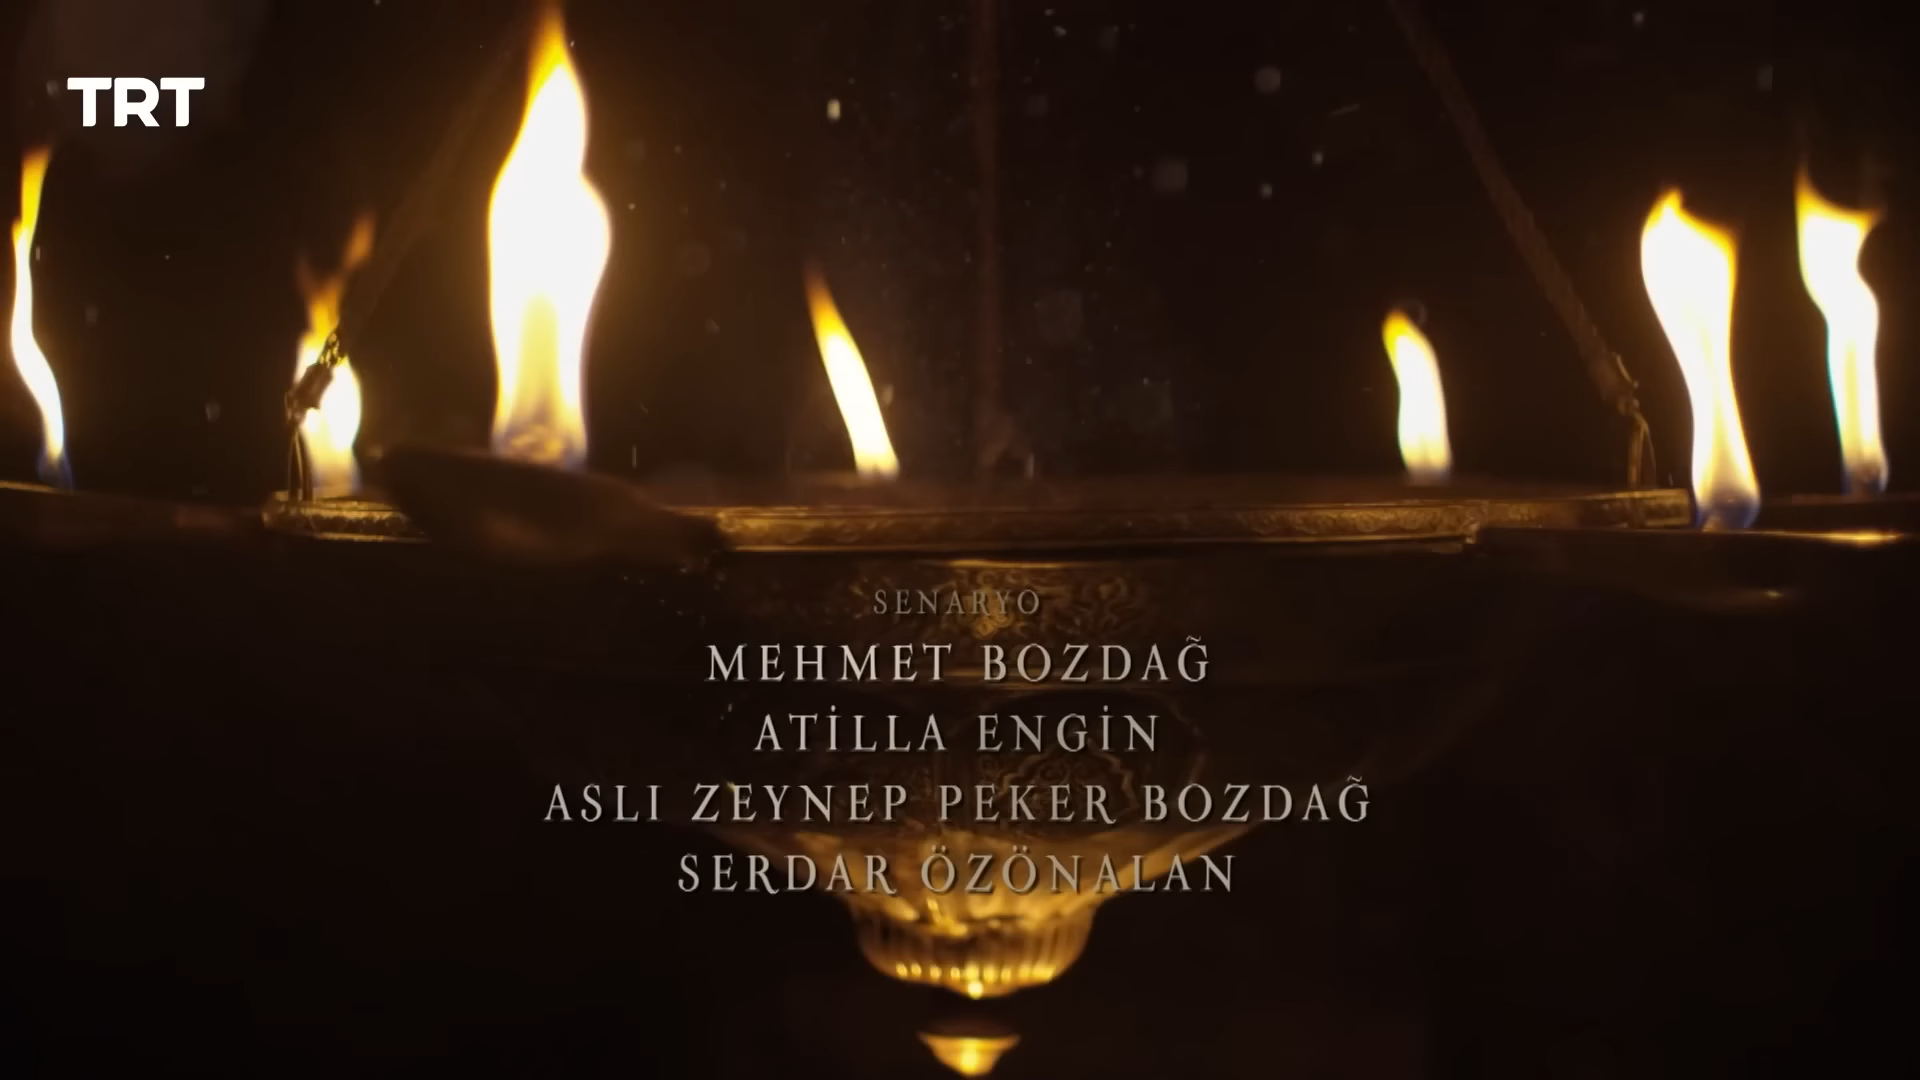 TRT
SENARYO
MEHMET BOZDAĞ
ATİLLA ENGİN
ASLI ZEYNEP PEKER BOZDAĞ
SERDAR ÖZÖNALAN